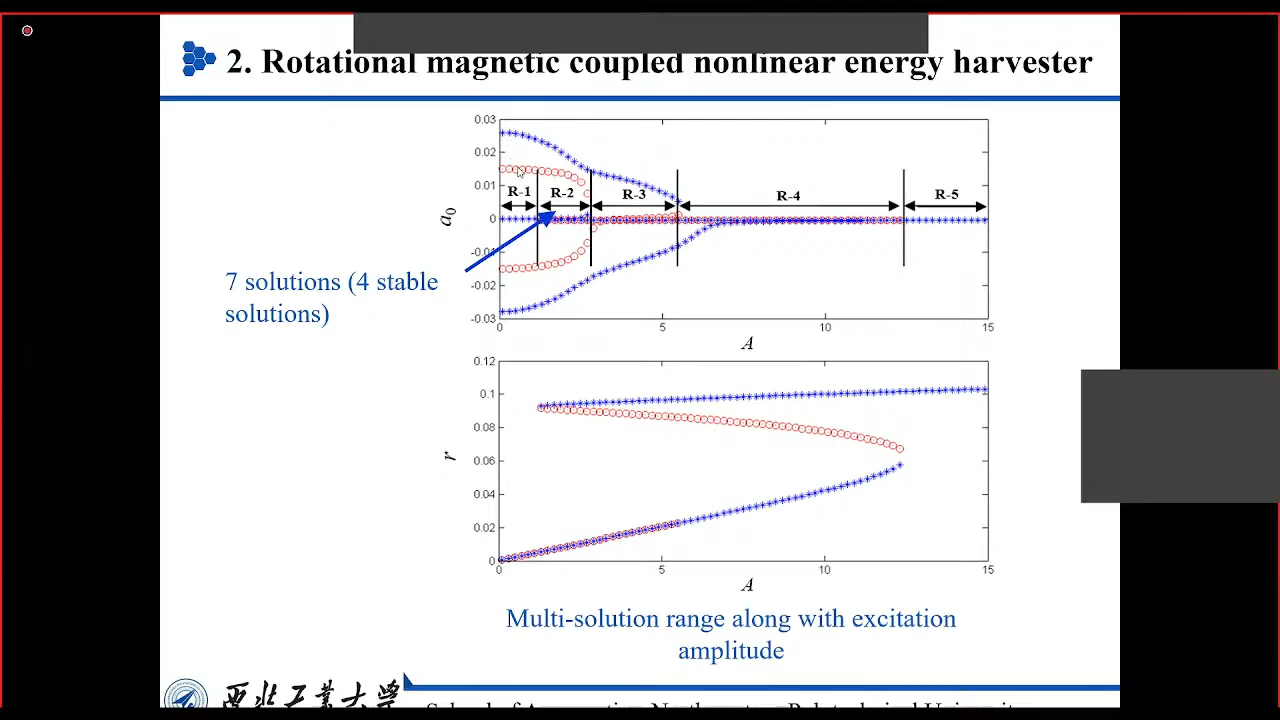 2. Rotational magnetic coupled nonlinear energy harvester
0.03
0.02
0.01
0
-0.01
-0.02
-0.03
a0
R-1
R-2
R-3
R-4
R-5
0
5
10
15
A
7 solutions (4 stable
solutions)
0.12
0.1
0.08
0.06
0.04
0.02
0
r
0
5
10
15
A
Multi-solution range along with excitation
amplitude
西北工业大学